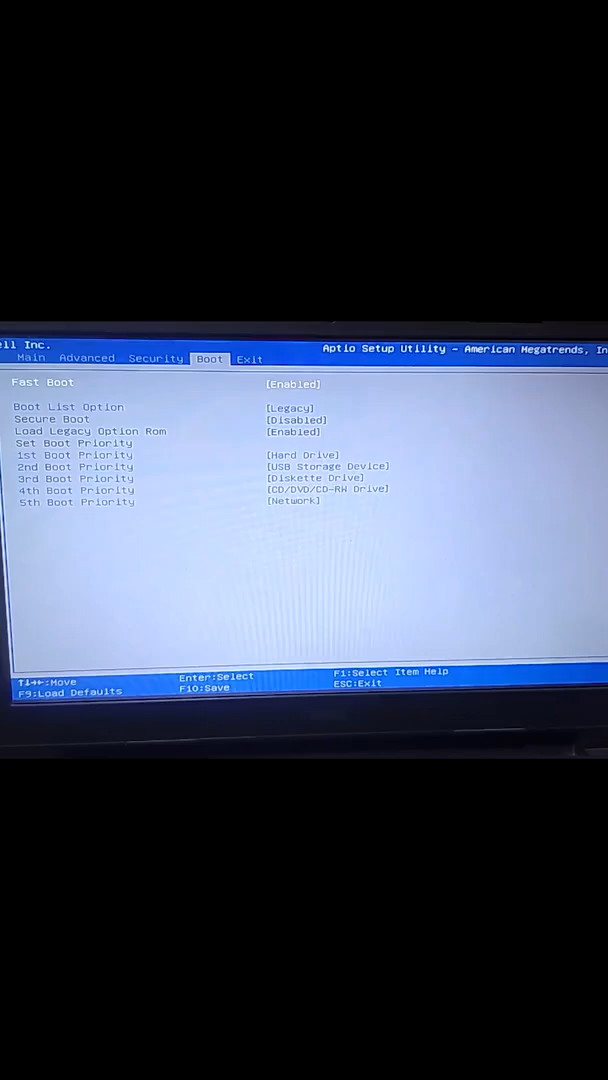 ell Inc.
Aptio Setup Utility - American Megatrends, In
Main Advanced Security Boot Exit
Fast Boot [Enabled]
Boot List Option [Legacy]
Secure Boot [Disabled]
Load Legacy Option Rom [Enabled]
Set Boot Priority
1st Boot Priority [Hard Drive]
2nd Boot Priority [USB Storage Device]
3rd Boot Priority [Diskette Drive]
4th Boot Priority [CD/DVD/CD-RW Drive]
5th Boot Priority [Network]
↑↓→←:Move Enter:Select F1:Select Item Help
F9:Load Defaults F10:Save ESC:Exit